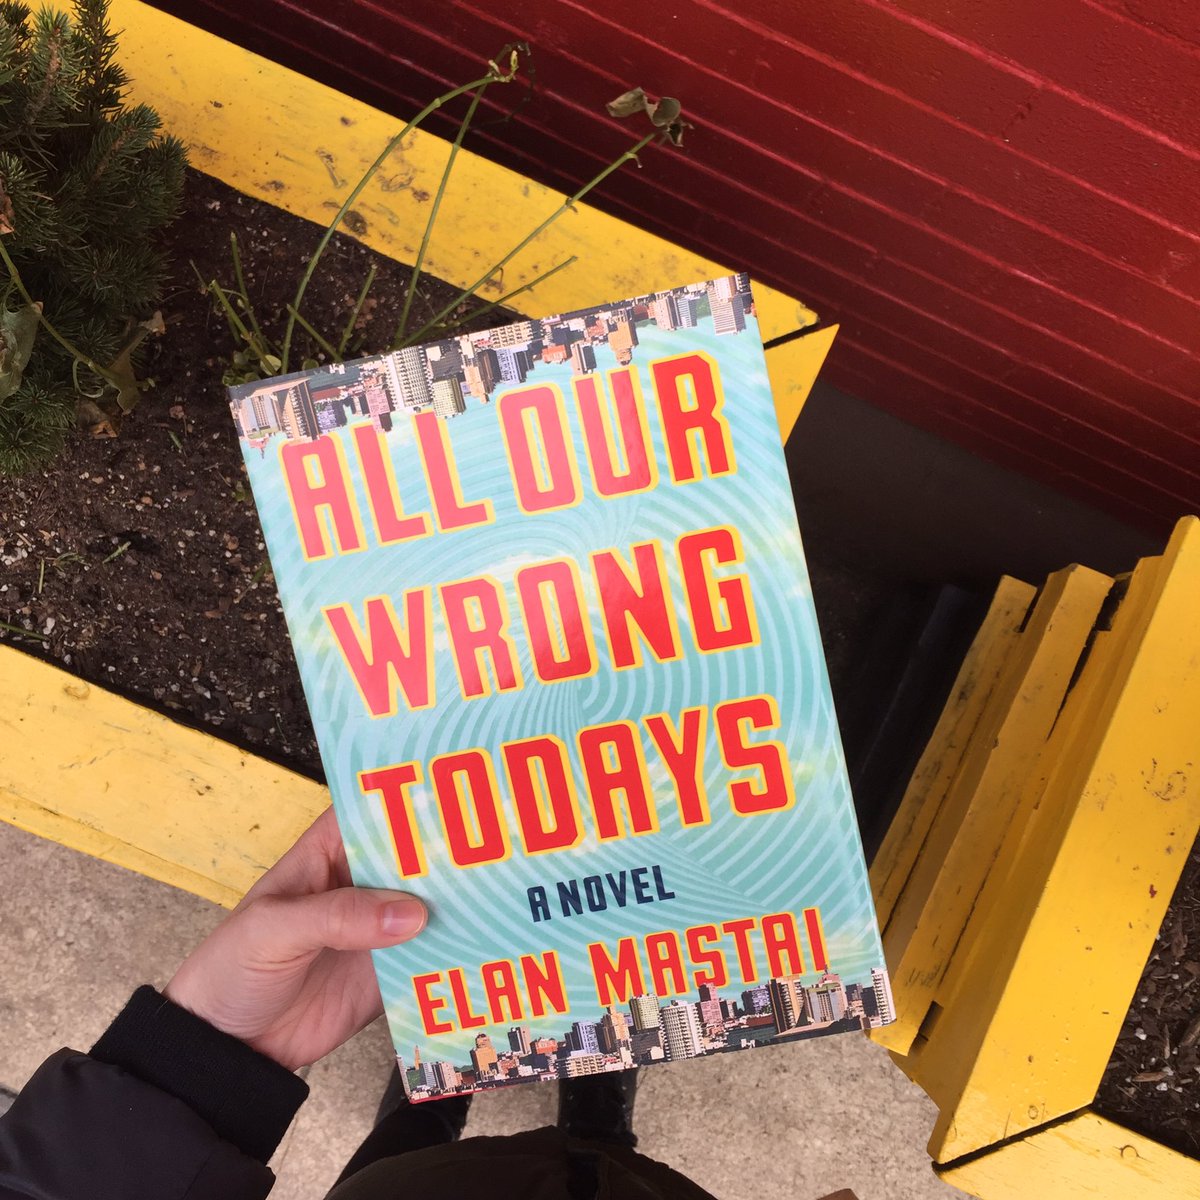 ALL OUR
WRONG
TODAYS
A NOVEL
ELAN MASTAI